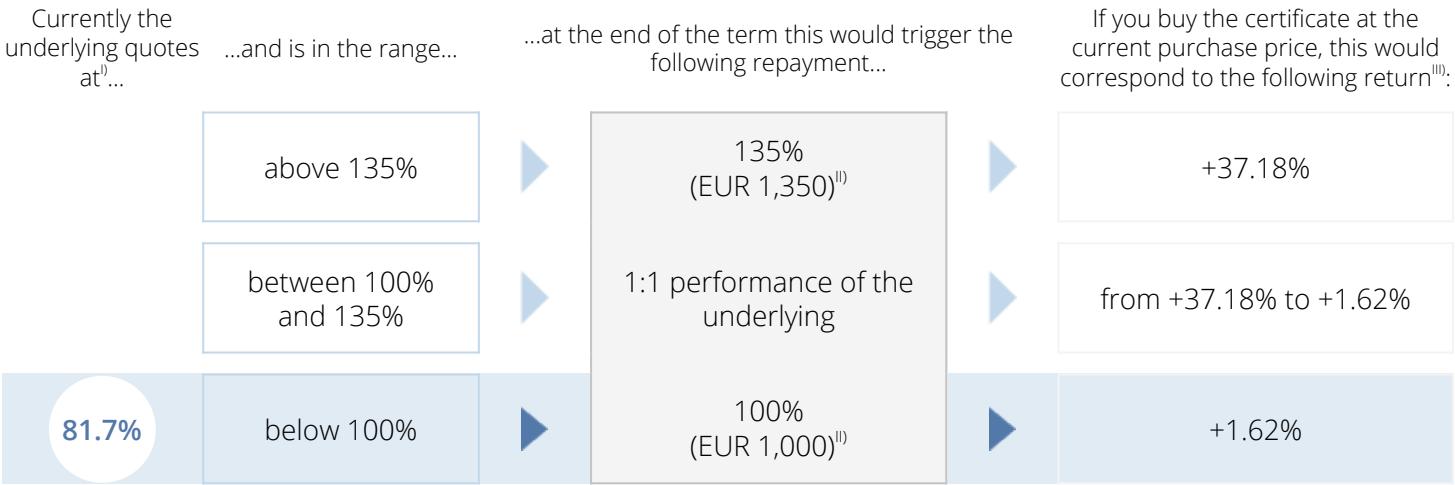 Currently the
underlying quotes
at^I)...
...and is in the range...
...at the end of the term this would trigger the
following repayment...
If you buy the certificate at the
current purchase price, this would
correspond to the following return^III):
above 135%
135%
(EUR 1,350)^II)
+37.18%
between 100%
and 135%
1:1 performance of the
underlying
from +37.18% to +1.62%
81.7%
below 100%
100%
(EUR 1,000)^II)
+1.62%